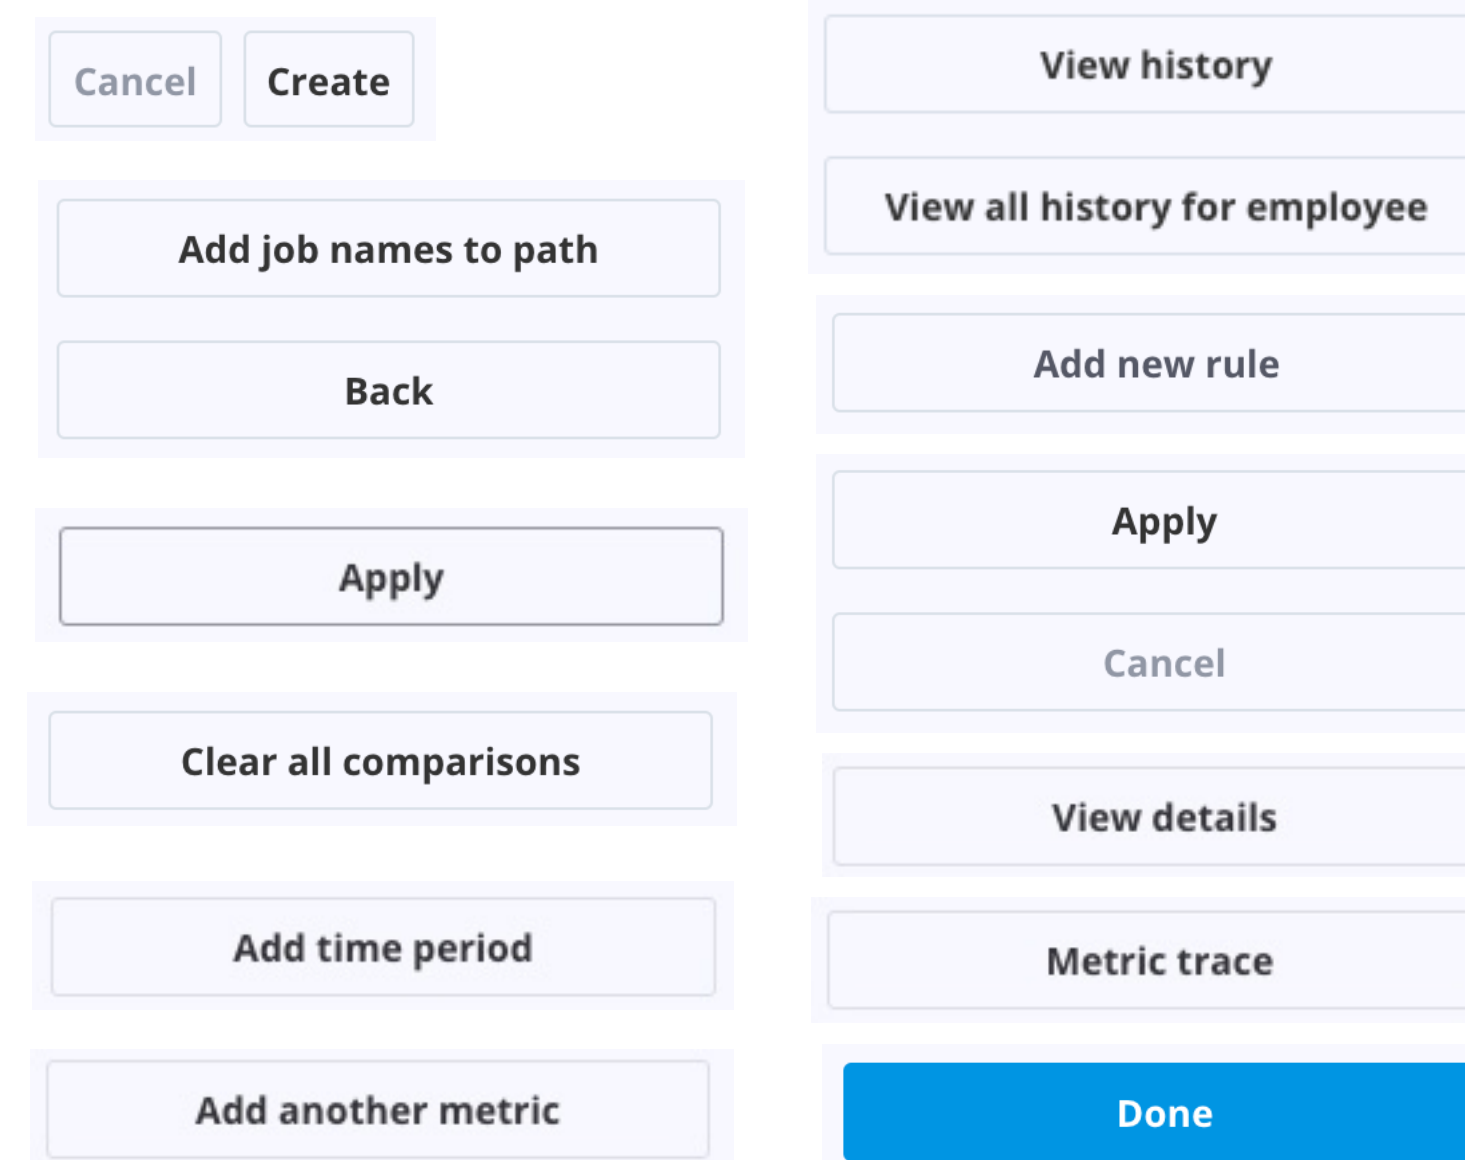 Cancel
Create
Add job names to path
Back
Apply
Clear all comparisons
Add time period
Add another metric
View history
View all history for employee
Add new rule
Apply
Cancel
View details
Metric trace
Done